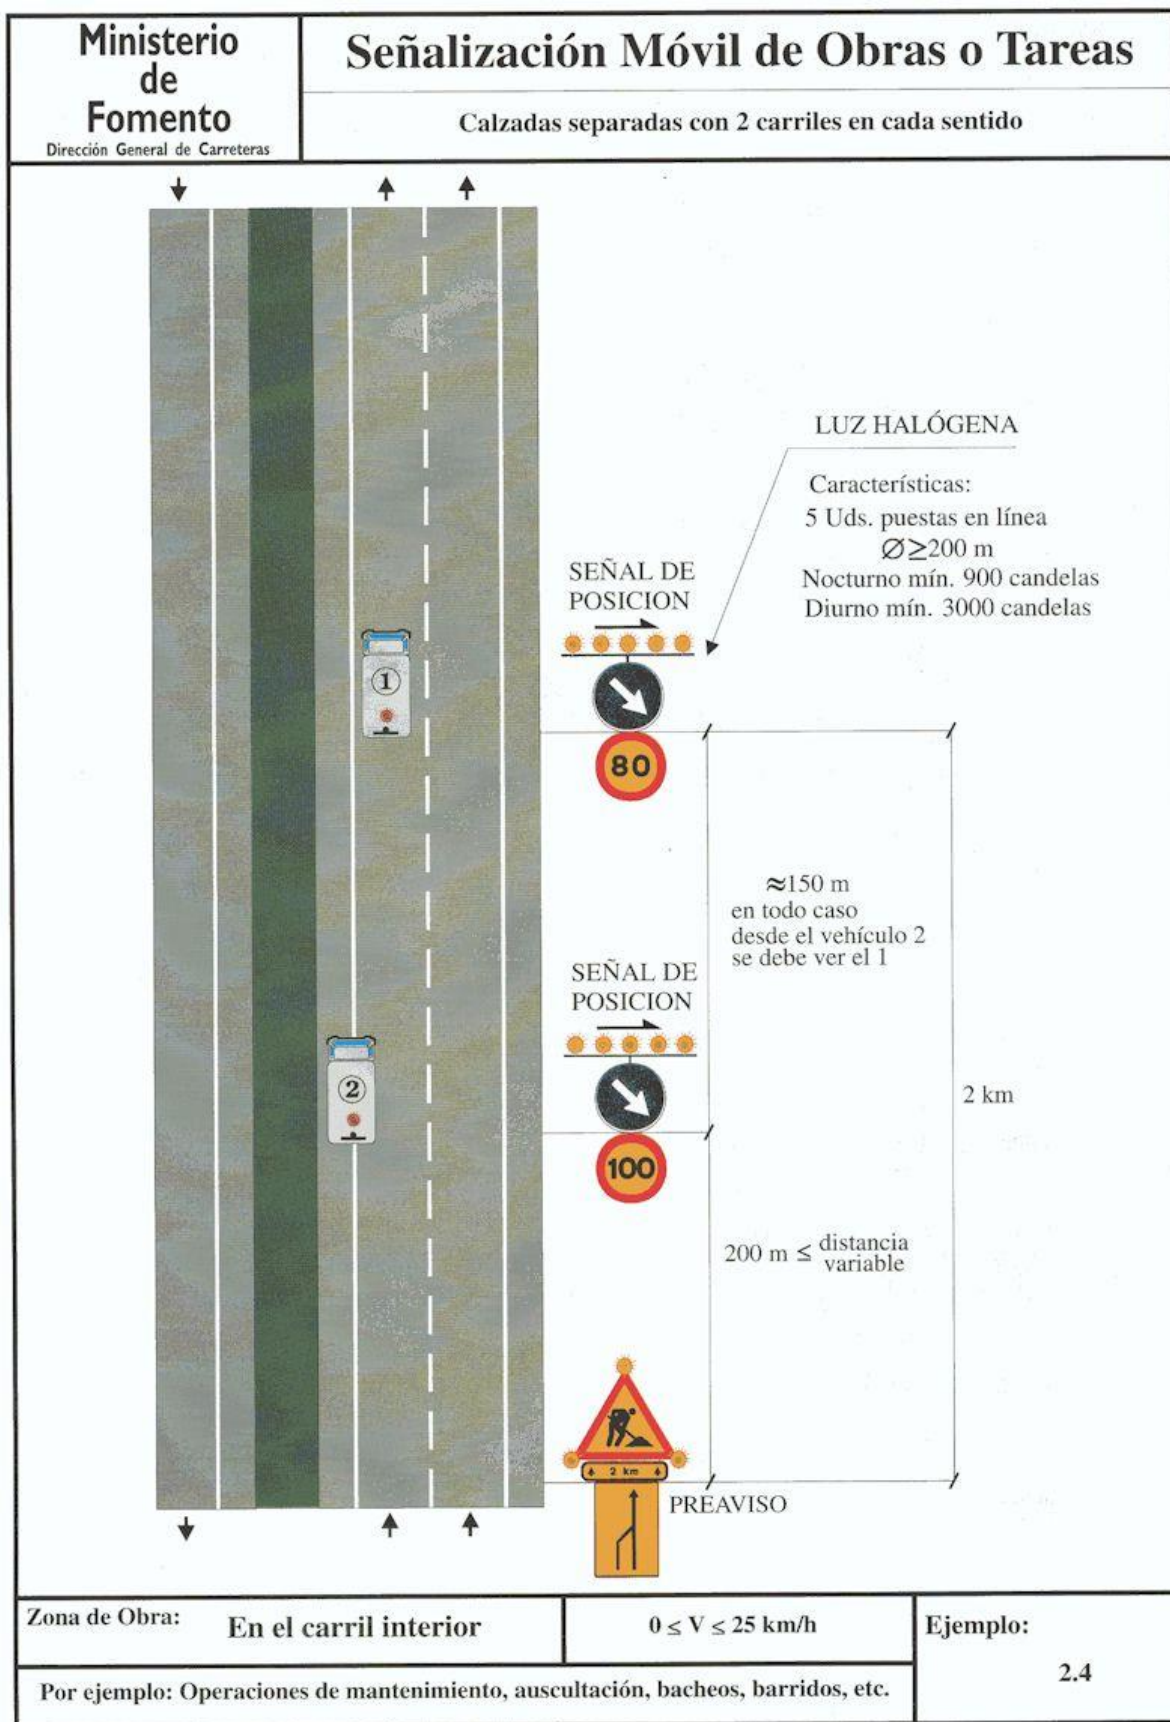 Ministerio
de
Fomento
Dirección General de Carreteras
Señalización Móvil de Obras o Tareas
Calzadas separadas con 2 carriles en cada sentido
LUZ HALÓGENA
Características:
5 Uds. puestas en línea
Ø≥200 m
Nocturno mín. 900 candelas
Diurno mín. 3000 candelas
SEÑAL DE
POSICION
1
80
≈150 m
en todo caso
desde el vehículo 2
se debe ver el 1
SEÑAL DE
POSICION
2
100
2 km
200 m ≤ distancia
variable
2 km
PREAVISO
Zona de Obra: En el carril interior
0 ≤ V ≤ 25 km/h
Ejemplo:
2.4
Por ejemplo: Operaciones de mantenimiento, auscultación, bacheos, barridos, etc.